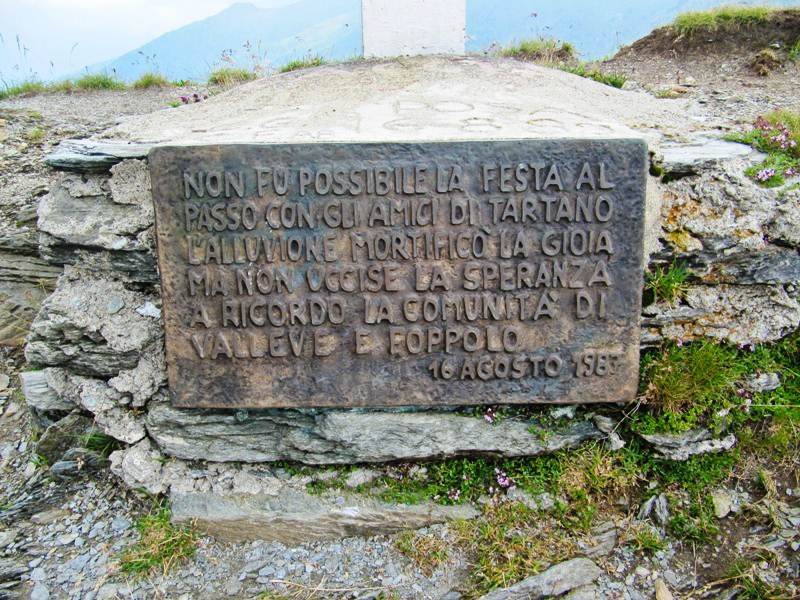 NON FU POSSIBILE LA FESTA AL
PASSO CON GLI AMICI DI TARTANO
L'ALLUVIONE MORTIFICÒ LA GIOIA
MA NON UCCISE LA SPERANZA
A RICORDO LA COMUNITÀ DI
VALLEVE E FOPPOLO
16 AGOSTO 1987